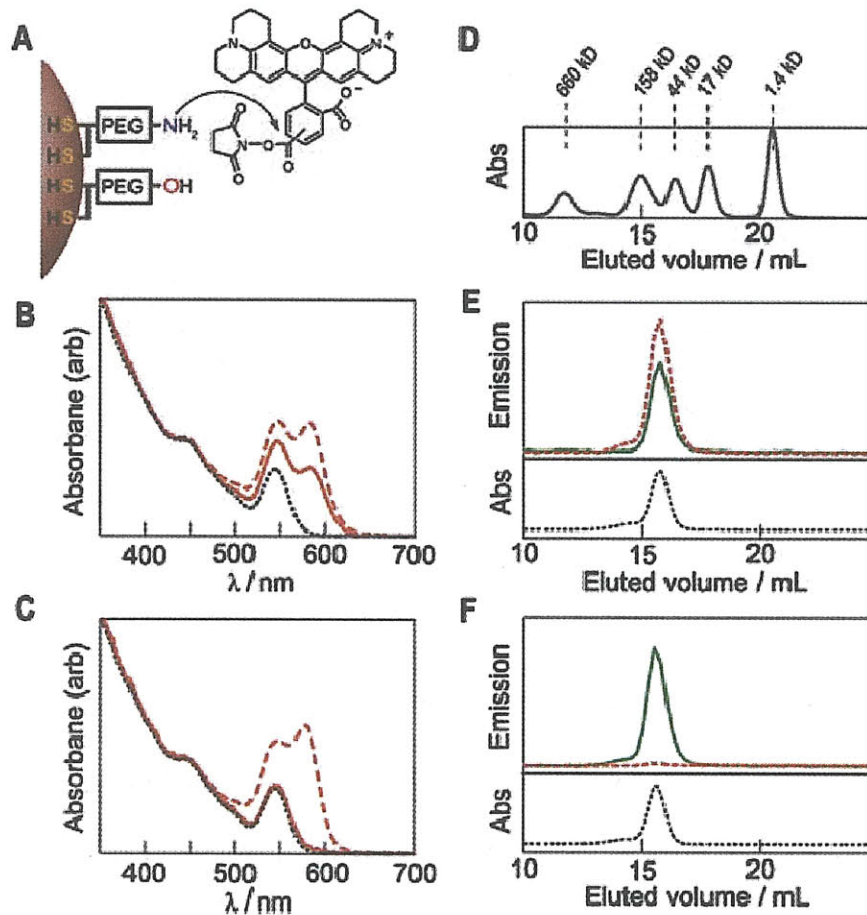 A
HS
PEG
NH₂
HS
HS
PEG
OH
HS
N
O
N
+
O⁻
O
O
N-O
O
O
O
B
Absorbane (arb)
400 500 600 700
λ / nm
C
Absorbane (arb)
400 500 600 700
λ / nm
D
660 kD
158 kD
44 kD
17 kD
1.4 kD
Abs
10 15 20
Eluted volume / mL
E
Emission
Abs
10 15 20
Eluted volume / mL
F
Emission
Abs
10 15 20
Eluted volume / mL